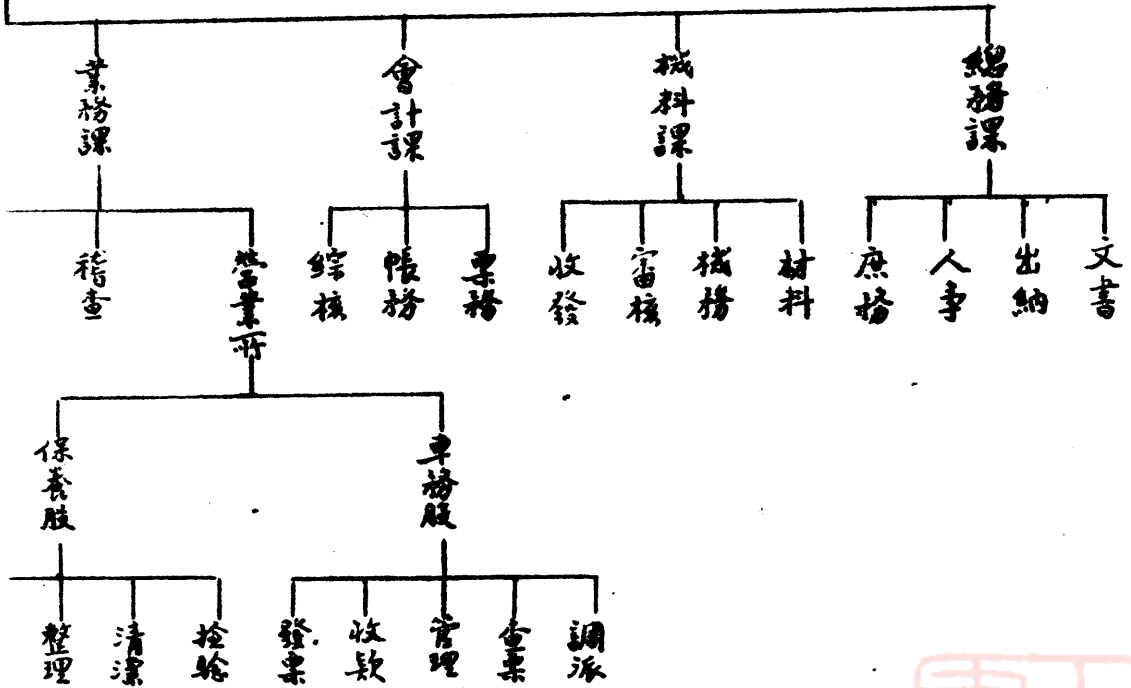 總務課
機料課
會計課
業務課
文書
出納
人事
庶務
材料
機務
審核
收發
票務
帳務
綜核
營業所
稽查
車務股
保養股
調派
查票
管理
收款
發票
檢驗
清潔
整理